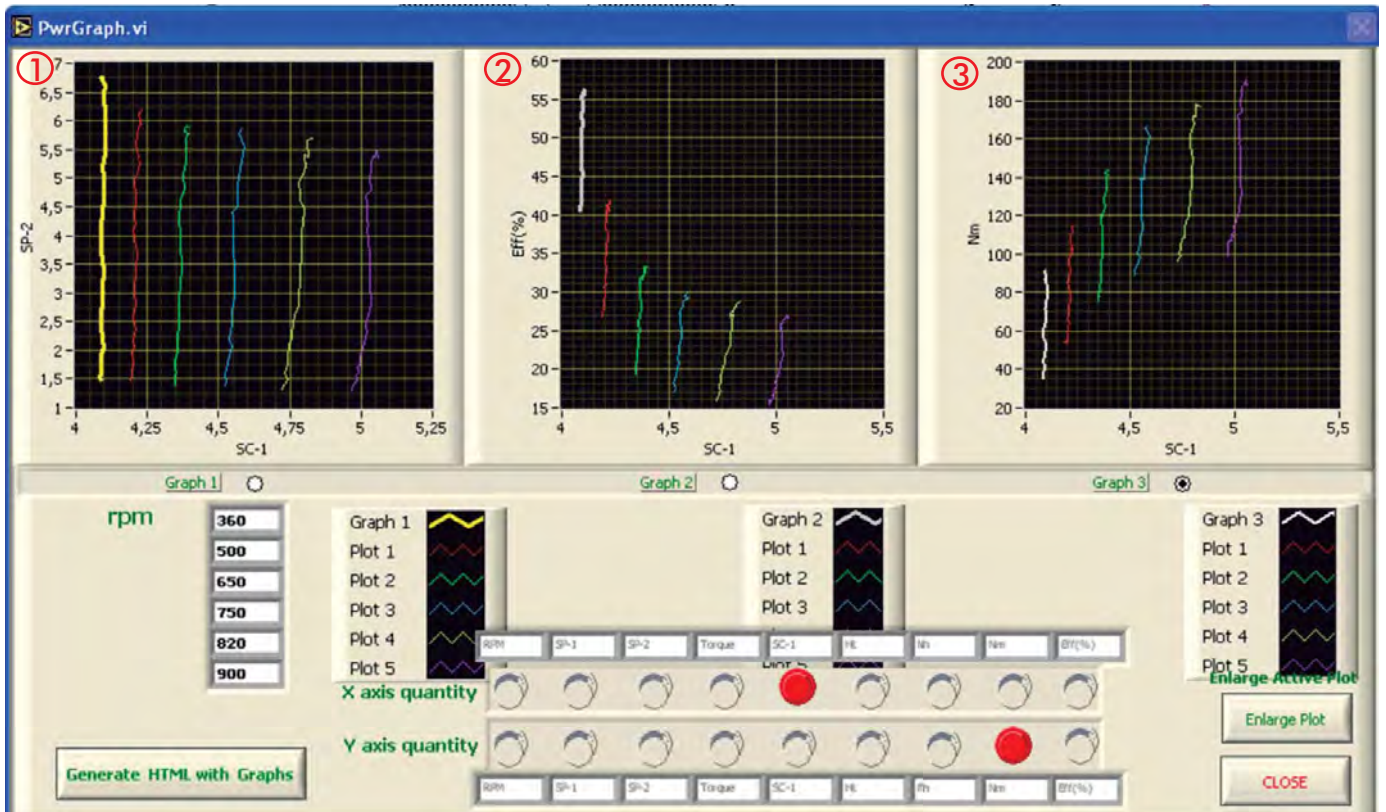 PwrGraph.vi
①
7
6,5
6
5,5
5
4,5
4
3,5
3
2,5
2
1,5
1
SP-2
4 4,25 4,5 4,75 5 5,25
SC-1
②
60
55
50
45
40
35
30
25
20
15
Eff(%)
4 4,5 5 5,5
SC-1
③
200
180
160
140
120
100
80
60
40
20
Nm
4 4,5 5 5,5
SC-1
Graph 1
Graph 2
Graph 3
rpm
360
500
650
750
820
900
Graph 1
Plot 1
Plot 2
Plot 3
Plot 4
Plot 5
Graph 2
Plot 1
Plot 2
Plot 3
Plot 5
Graph 3
Plot 1
Plot 2
Plot 3
Plot 4
Plot 5
RPM SP-1 SP-2 Torque SC-1 Nm Eff(%)
X axis quantity
Y axis quantity
RPM SP-1 SP-2 Torque SC-1 Nm Eff(%)
Enlarge Active Plot
Enlarge Plot
Generate HTML with Graphs
CLOSE